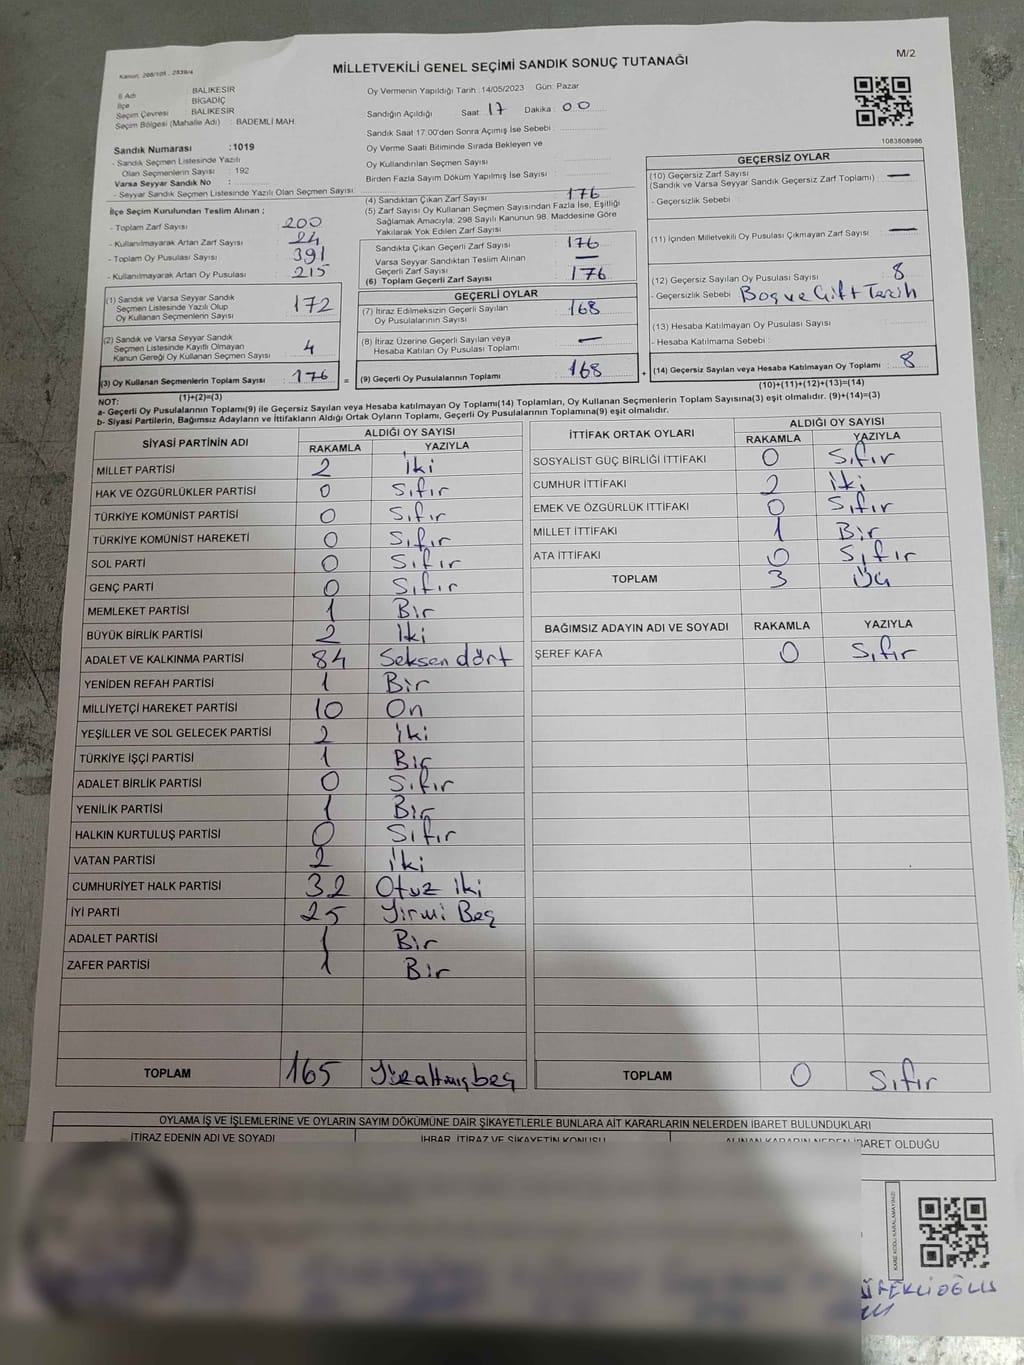 M/2
Kanun, 298/105 , 2839/4
MİLLETVEKİLİ GENEL SEÇİMİ SANDIK SONUÇ TUTANAĞI
İl Adı BALIKESİR
İlçe BİGADİÇ
Seçim Çevresi : BALIKESİR
Seçim Bölgesi (Mahalle Adı) : BADEMLİ MAH.
Sandık Numarası :1019
- Sandık Seçmen Listesinde Yazılı
Olan Seçmenlerin Sayısı : 192
Varsa Seyyar Sandık No :
- Seyyar Sandık Seçmen Listesinde Yazılı Olan Seçmen Sayısı :
Oy Vermenin Yapıldığı Tarih :14/05/2023 Gün: Pazar
Sandığın Açıldığı Saat : 17 Dakika : 00
Sandık Saat 17:00'den Sonra Açımış İse Sebebi :
Oy Verme Saati Bitiminde Sırada Bekleyen ve
Oy Kullandırılan Seçmen Sayısı :
Birden Fazla Sayım Döküm Yapılmış İse Sayısı :
1083808986
İlçe Seçim Kurulundan Teslim Alınan ;
- Toplam Zarf Sayısı : 200
- Kullanılmayarak Artan Zarf Sayısı : 24
- Toplam Oy Pusulası Sayısı : 391
- Kullanılmayarak Artan Oy Pusulası : 215
(1) Sandık ve Varsa Seyyar Sandık
Seçmen Listesinde Yazılı Olup
Oy Kullanan Seçmenlerin Sayısı : 172
(2) Sandık ve Varsa Seyyar Sandık
Seçmen Listesinde Kayıtlı Olmayan
Kanun Gereği Oy Kullanan Seçmen Sayısı : 4
(3) Oy Kullanan Seçmenlerin Toplam Sayısı : 176
(1)+(2)=(3)
(4) Sandıktan Çıkan Zarf Sayısı : 176
(5) Zarf Sayısı Oy Kullanan Seçmen Sayısından Fazla İse, Eşitliği
Sağlamak Amacıyla, 298 Sayılı Kanunun 98. Maddesine Göre
Yakılarak Yok Edilen Zarf Sayısı :
Sandıkta Çıkan Geçerli Zarf Sayısı : 176
Varsa Seyyar Sandıktan Teslim Alınan
Geçerli Zarf Sayısı : —
(6) Toplam Geçerli Zarf Sayısı : 176
GEÇERLİ OYLAR
(7) İtiraz Edilmeksizin Geçerli Sayılan
Oy Pusulalarının Sayısı : 168
(8) İtiraz Üzerine Geçerli Sayılan veya
Hesaba Katılan Oy Pusulası Toplamı : —
= (9) Geçerli Oy Pusulalarının Toplamı : 168
GEÇERSİZ OYLAR
(10) Geçersiz Zarf Sayısı : —
(Sandık ve Varsa Seyyar Sandık Geçersiz Zarf Toplamı)
- Geçersizlik Sebebi :
(11) İçinden Milletvekili Oy Pusulası Çıkmayan Zarf Sayısı : —
(12) Geçersiz Sayılan Oy Pusulası Sayısı : 8
- Geçersizlik Sebebi : Boş ve Çift Tercih
(13) Hesaba Katılmayan Oy Pusulası Sayısı :
- Hesaba Katılmama Sebebi :
+ (14) Geçersiz Sayılan veya Hesaba Katılmayan Oy Toplamı : 8
(10)+(11)+(12)+(13)=(14)
NOT:
a- Geçerli Oy Pusulalarının Toplamı(9) ile Geçersiz Sayılan veya Hesaba katılmayan Oy Toplamı(14) Toplamları, Oy Kullanan Seçmenlerin Toplam Sayısına(3) eşit olmalıdır. (9)+(14)=(3)
b- Siyasi Partilerin, Bağımsız Adayların ve İttifakların Aldığı Ortak Oyların Toplamı, Geçerli Oy Pusulalarının Toplamına(9) eşit olmalıdır.
SİYASİ PARTİNİN ADI ALDIĞI OY SAYISI
RAKAMLA YAZIYLA
MİLLET PARTİSİ 2 İki
HAK VE ÖZGÜRLÜKLER PARTİSİ 0 Sıfır
TÜRKİYE KOMÜNİST PARTİSİ 0 Sıfır
TÜRKİYE KOMÜNİST HAREKETİ 0 Sıfır
SOL PARTİ 0 Sıfır
GENÇ PARTİ 0 Sıfır
MEMLEKET PARTİSİ 1 Bir
BÜYÜK BİRLİK PARTİSİ 2 İki
ADALET VE KALKINMA PARTİSİ 84 Seksen dört
YENİDEN REFAH PARTİSİ 1 Bir
MİLLİYETÇİ HAREKET PARTİSİ 10 On
YEŞİLLER VE SOL GELECEK PARTİSİ 2 İki
TÜRKİYE İŞÇİ PARTİSİ 1 Bir
ADALET BİRLİK PARTİSİ 0 Sıfır
YENİLİK PARTİSİ 1 Bir
HALKIN KURTULUŞ PARTİSİ 0 Sıfır
VATAN PARTİSİ 2 İki
CUMHURİYET HALK PARTİSİ 32 Otuz iki
İYİ PARTİ 25 Yirmi Beş
ADALET PARTİSİ 1 Bir
ZAFER PARTİSİ 1 Bir
TOPLAM 165 Yüzaltmışbeş
İTTİFAK ORTAK OYLARI ALDIĞI OY SAYISI
RAKAMLA YAZIYLA
SOSYALİST GÜÇ BİRLİĞİ İTTİFAKI 0 Sıfır
CUMHUR İTTİFAKI 2 İki
EMEK VE ÖZGÜRLÜK İTTİFAKI 0 Sıfır
MİLLET İTTİFAKI 1 Bir
ATA İTTİFAKI 0 Sıfır
TOPLAM 3 Üç
BAĞIMSIZ ADAYIN ADI VE SOYADI RAKAMLA YAZIYLA
ŞEREF KAFA 0 Sıfır
TOPLAM 0 Sıfır
OYLAMA İŞ VE İŞLEMLERİNE VE OYLARIN SAYIM DÖKÜMÜNE DAİR ŞİKAYETLERLE BUNLARA AİT KARARLARIN NELERDEN İBARET BULUNDUKLARI
İTİRAZ EDENİN ADI VE SOYADI İHBAR, İTİRAZ VE ŞİKAYETİN KONUSU ALINAN KARARIN NEDEN İBARET OLDUĞU
KARE KODU KARALAMAYINIZ!